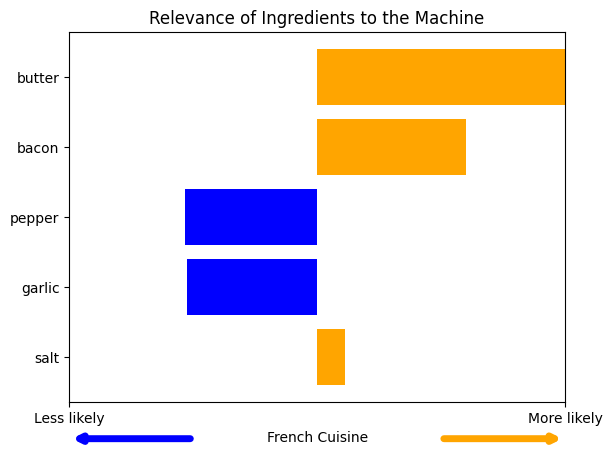 Relevance of Ingredients to the Machine
butter
bacon
pepper
garlic
salt
Less likely
More likely
French Cuisine